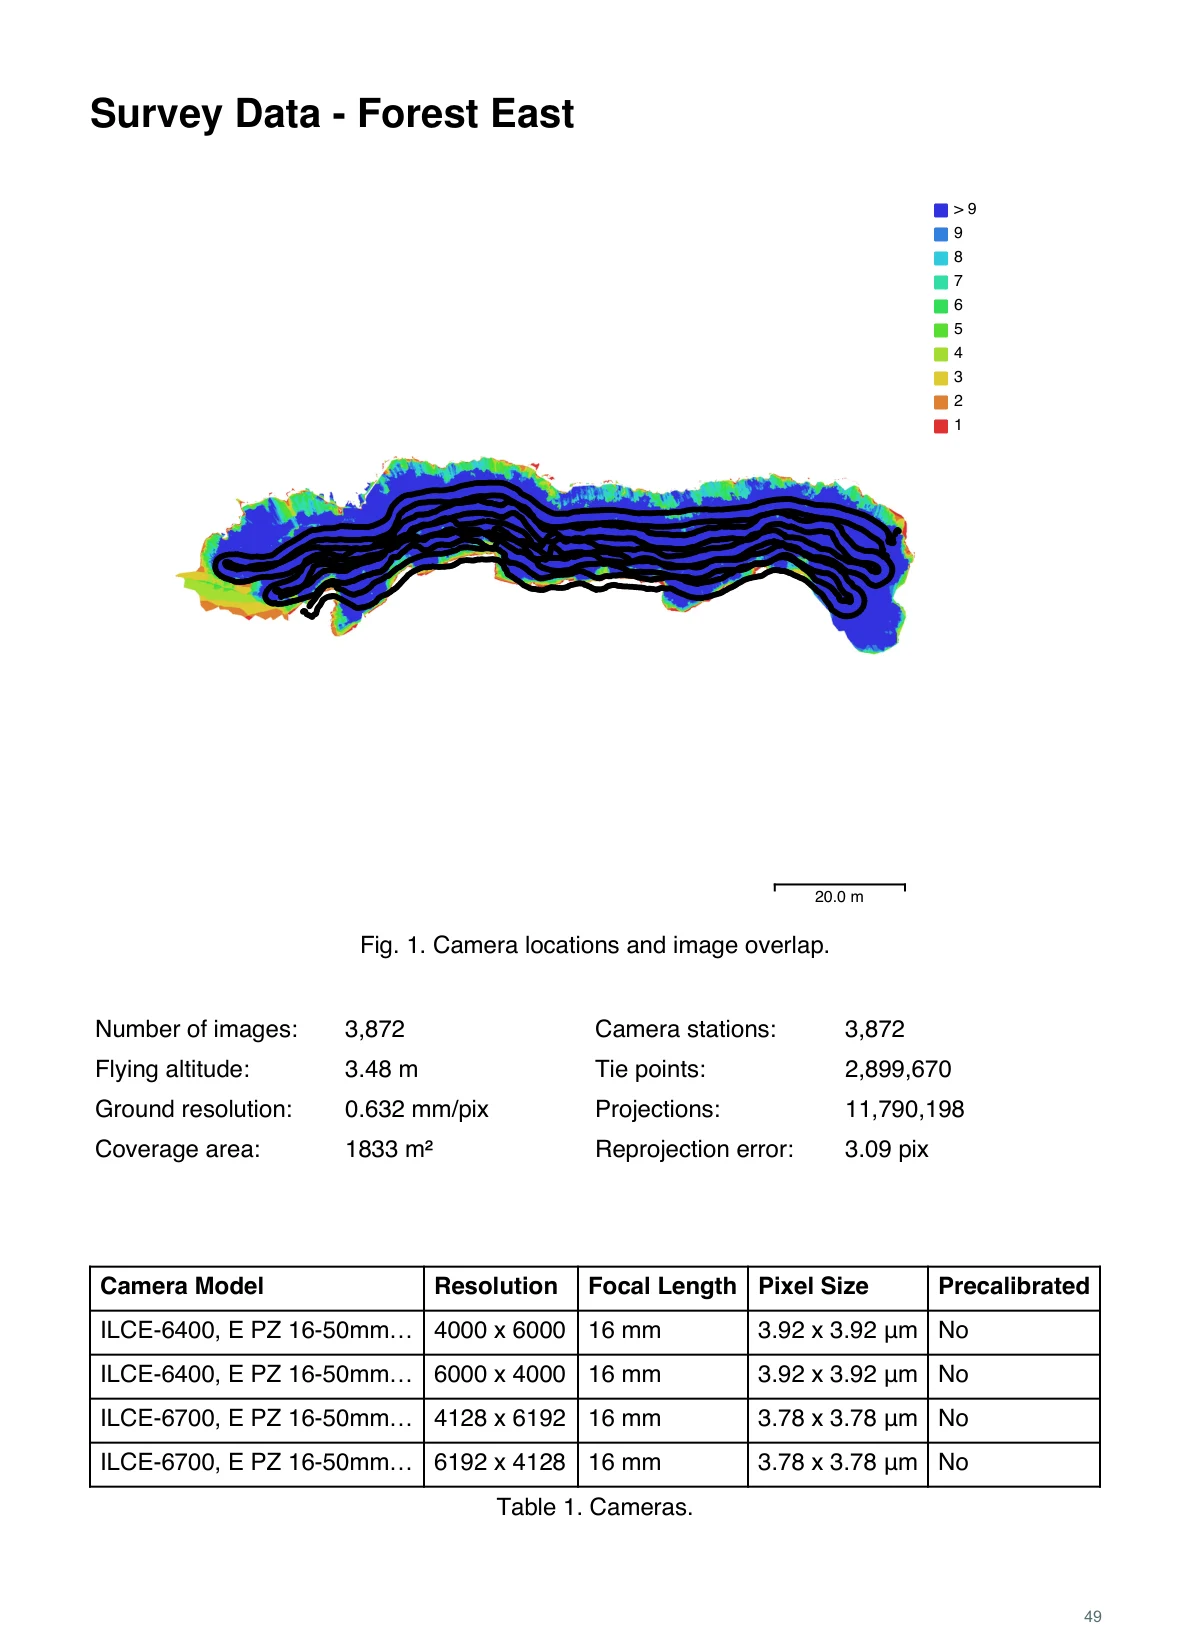 Survey Data - Forest East
> 9
9
8
7
6
5
4
3
2
1
20.0 m
Fig. 1. Camera locations and image overlap.
Number of images: 3,872 Camera stations: 3,872
Flying altitude: 3.48 m Tie points: 2,899,670
Ground resolution: 0.632 mm/pix Projections: 11,790,198
Coverage area: 1833 m² Reprojection error: 3.09 pix
Camera Model Resolution Focal Length Pixel Size Precalibrated
ILCE-6400, E PZ 16-50mm… 4000 x 6000 16 mm 3.92 x 3.92 μm No
ILCE-6400, E PZ 16-50mm… 6000 x 4000 16 mm 3.92 x 3.92 μm No
ILCE-6700, E PZ 16-50mm… 4128 x 6192 16 mm 3.78 x 3.78 μm No
ILCE-6700, E PZ 16-50mm… 6192 x 4128 16 mm 3.78 x 3.78 μm No
Table 1. Cameras.
49